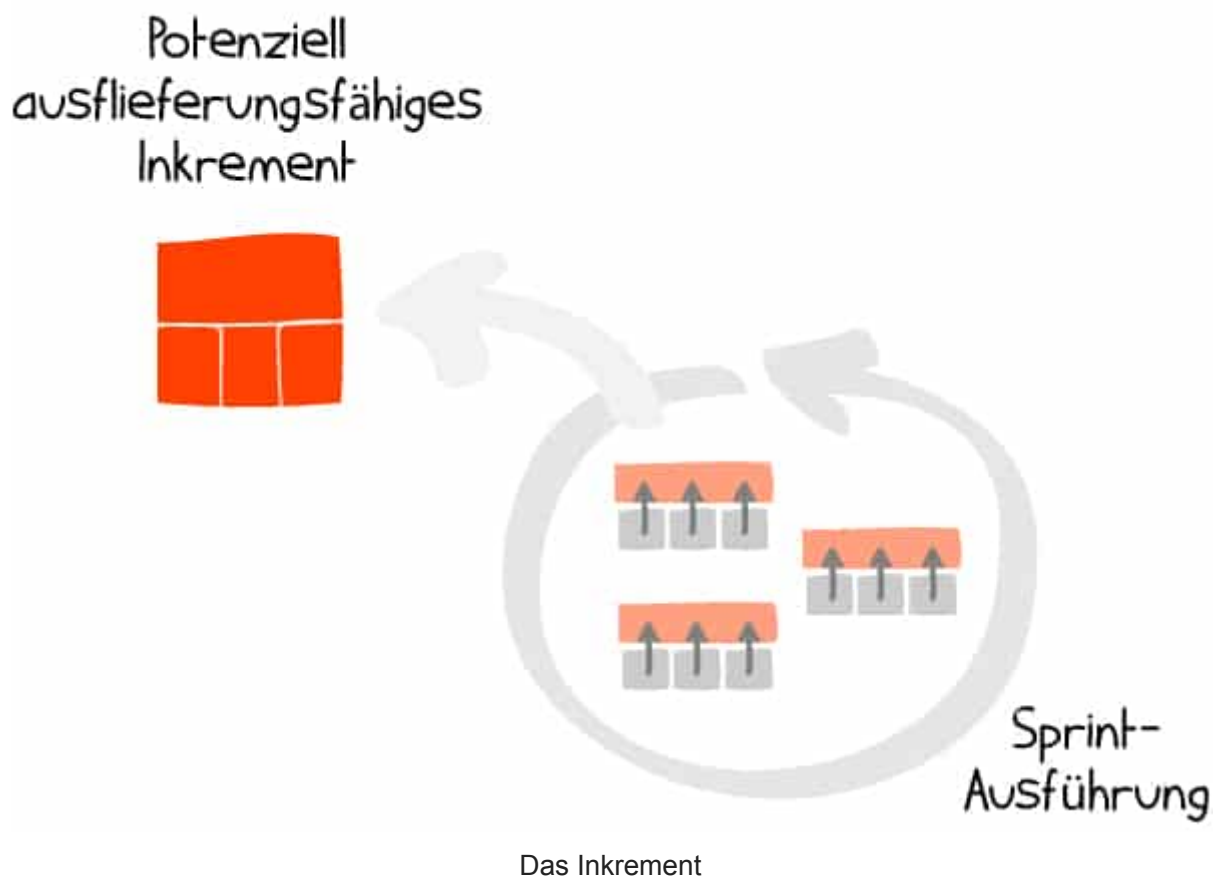 Potenziell
ausflieferungsfähiges
Inkrement
Sprint-
Ausführung
Das Inkrement